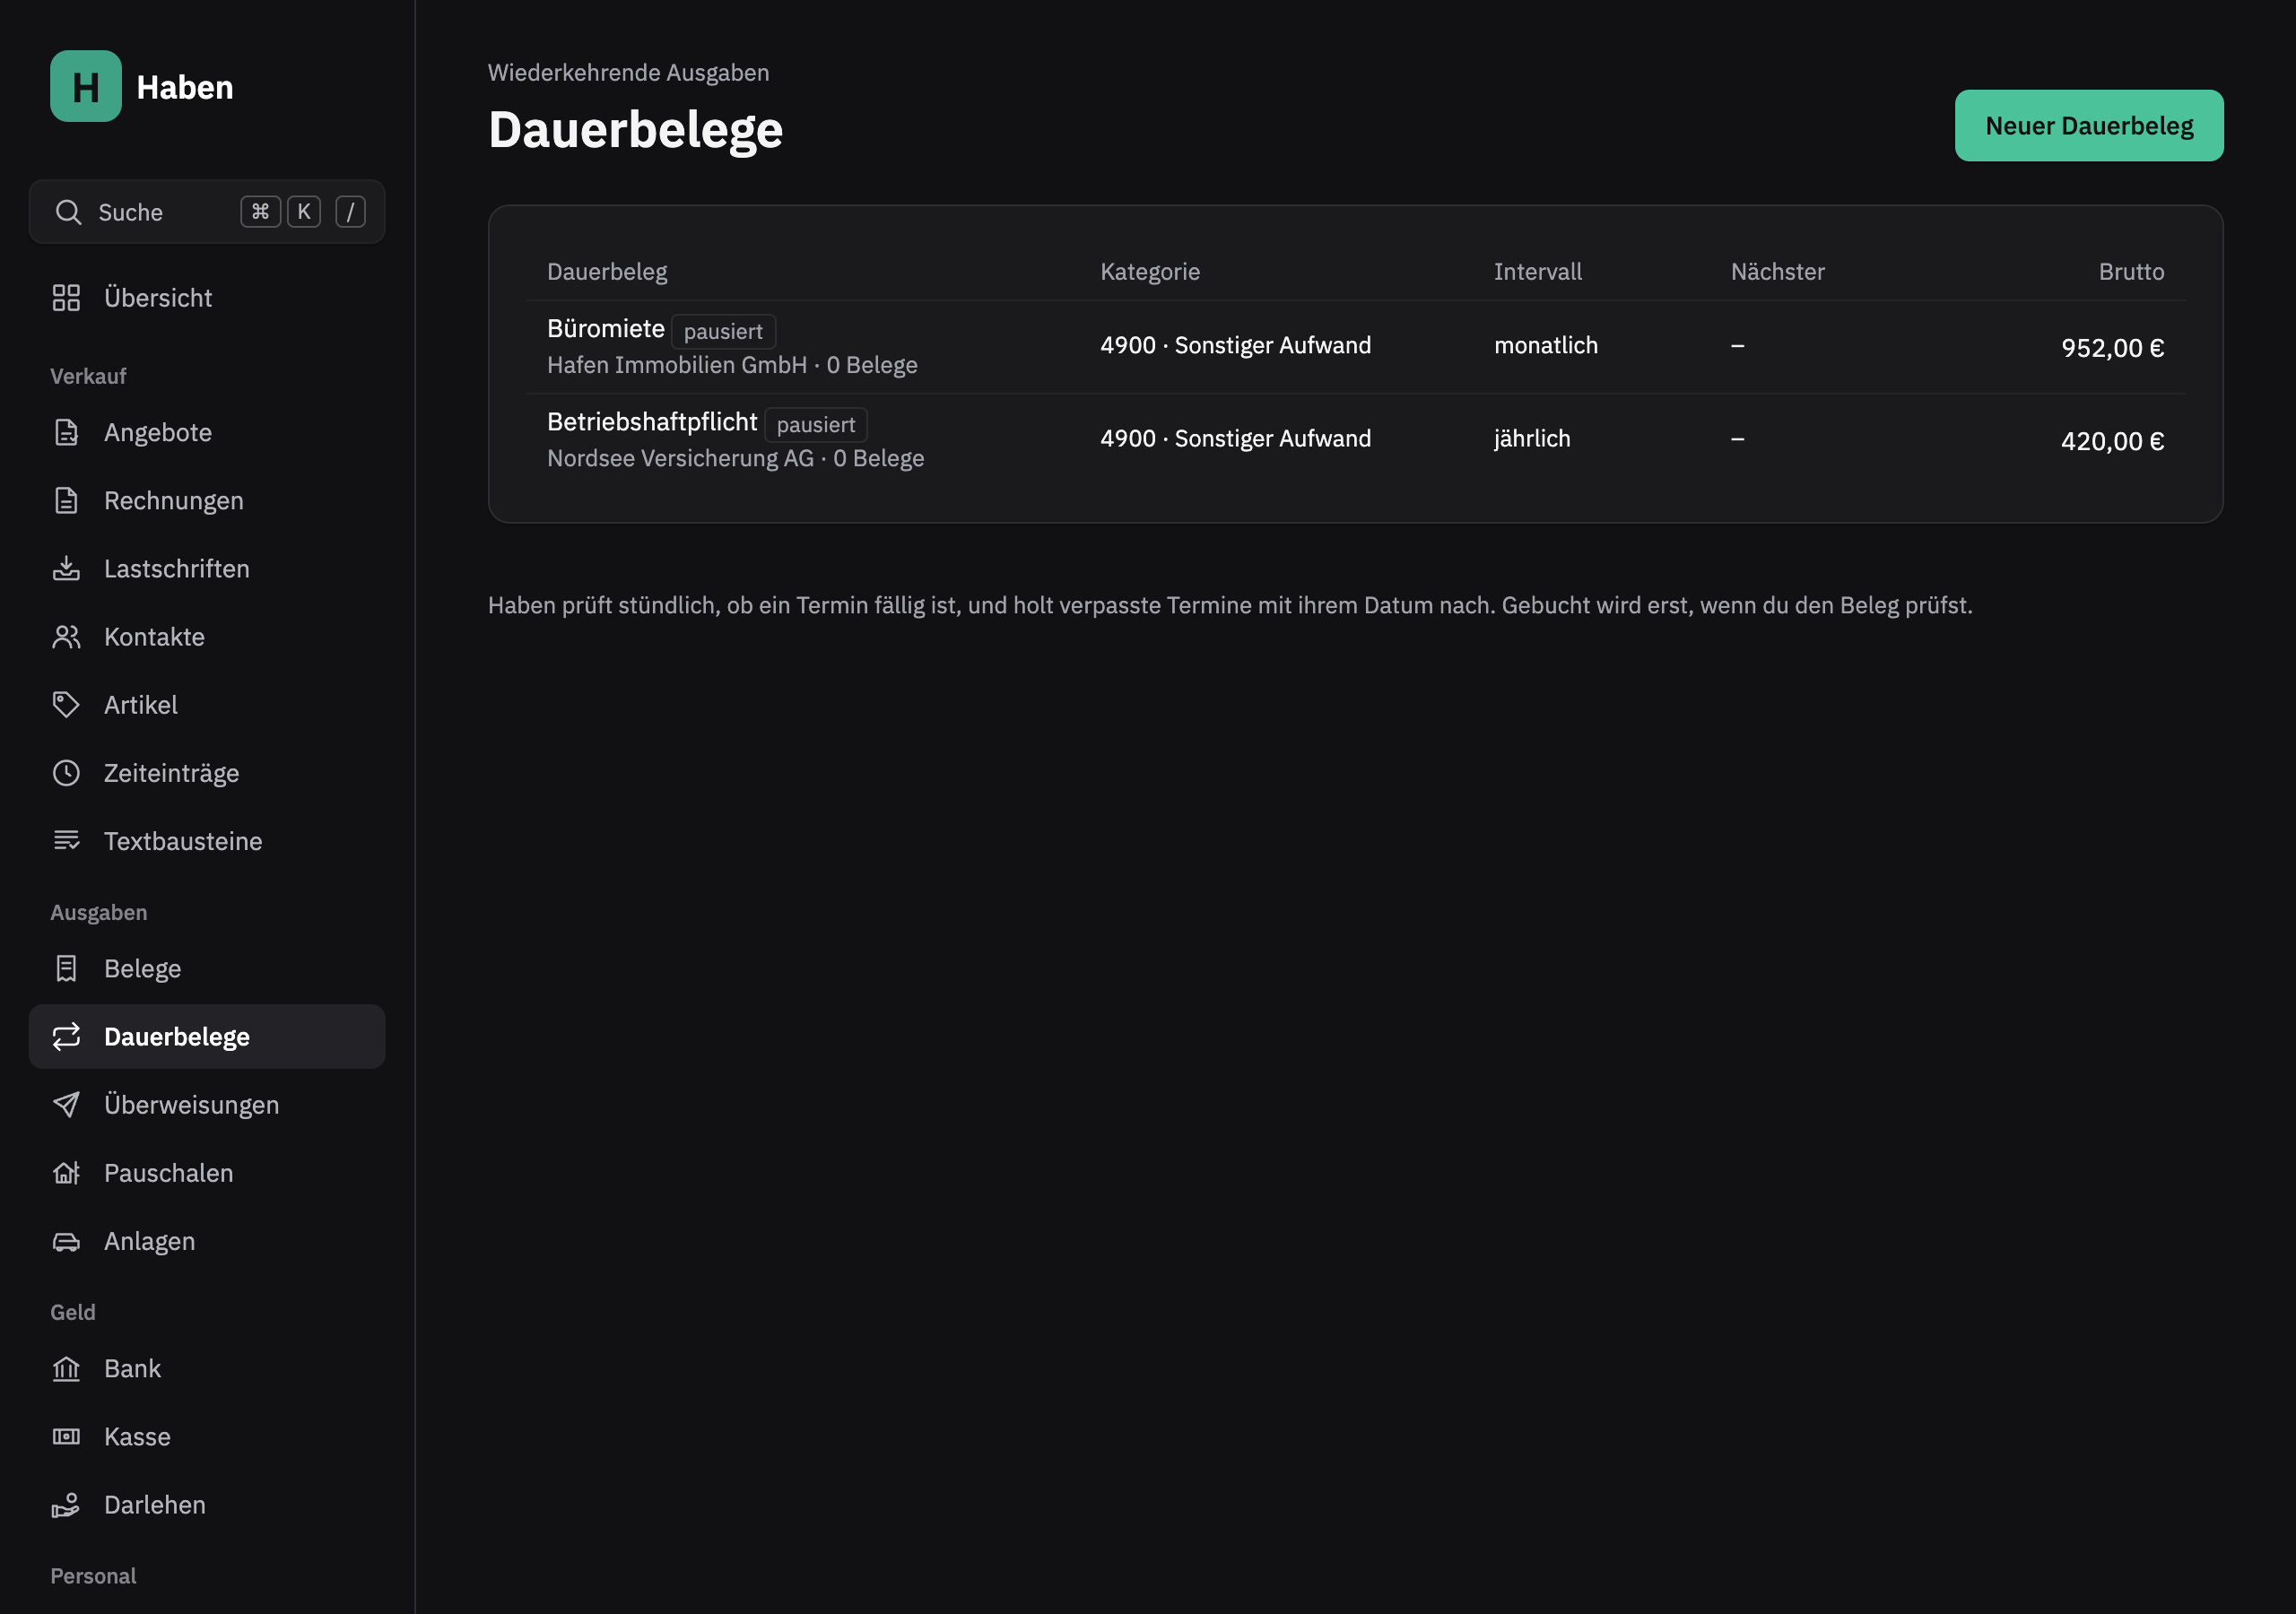 H Haben
Suche ⌘ K /
Übersicht
Verkauf
Angebote
Rechnungen
Lastschriften
Kontakte
Artikel
Zeiteinträge
Textbausteine
Ausgaben
Belege
Dauerbelege
Überweisungen
Pauschalen
Anlagen
Geld
Bank
Kasse
Darlehen
Personal
Wiederkehrende Ausgaben
Dauerbelege
Neuer Dauerbeleg
Dauerbeleg Kategorie Intervall Nächster Brutto
Büromiete pausiert
Hafen Immobilien GmbH · 0 Belege
4900 · Sonstiger Aufwand monatlich – 952,00 €
Betriebshaftpflicht pausiert
Nordsee Versicherung AG · 0 Belege
4900 · Sonstiger Aufwand jährlich – 420,00 €
Haben prüft stündlich, ob ein Termin fällig ist, und holt verpasste Termine mit ihrem Datum nach. Gebucht wird erst, wenn du den Beleg prüfst.